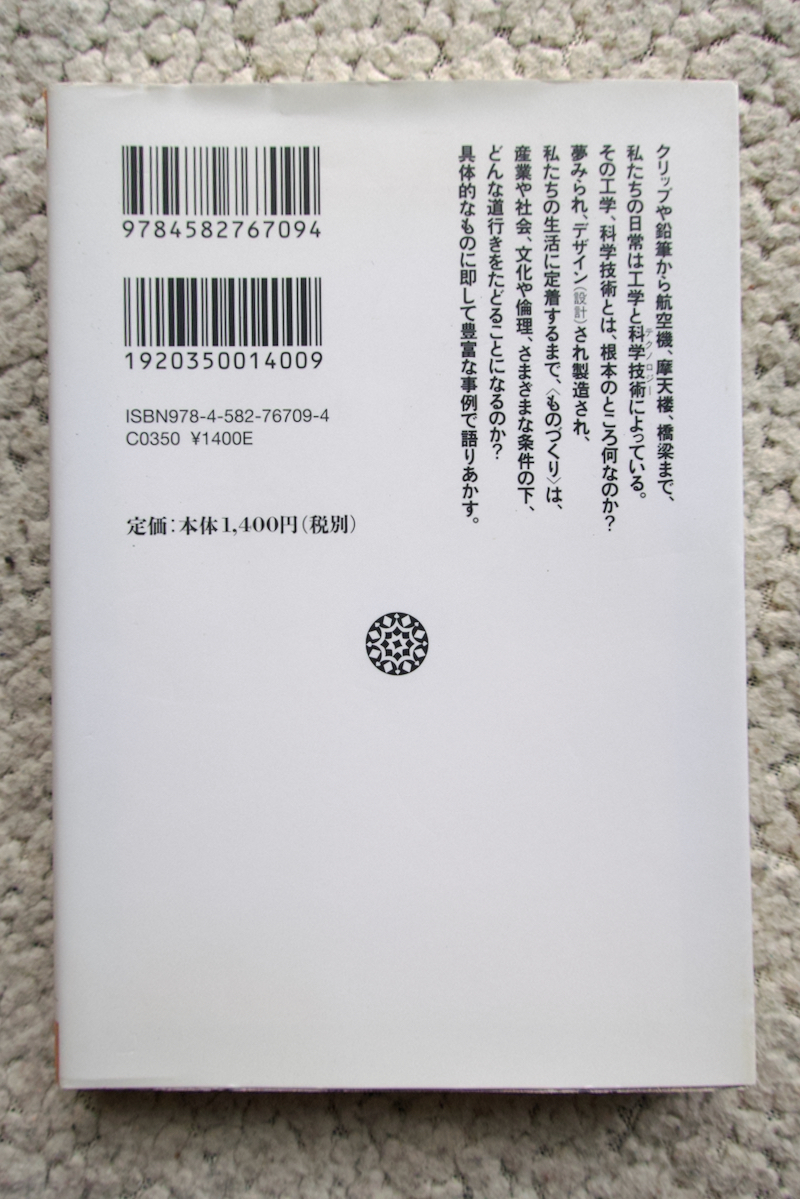 クリップや鉛筆から航空機、摩天楼、橋梁まで、
私たちの日常は工学と科学技術によっている。
テクノロジー
その工学、科学技術とは、根本のところ何なのか?
夢みられ、デザイン(設計)され製造され、
私たちの生活に定着するまで、〈ものづくり〉は、
産業や社会、文化や倫理、さまざまな条件の下、
どんな道行きをたどることになるのか?
具体的なものに即して豊富な事例で語りあかす。
9784582767094
1920350014009
ISBN978-4-582-76709-4
C0350 ¥1400E
定価:本体1,400円(税別)